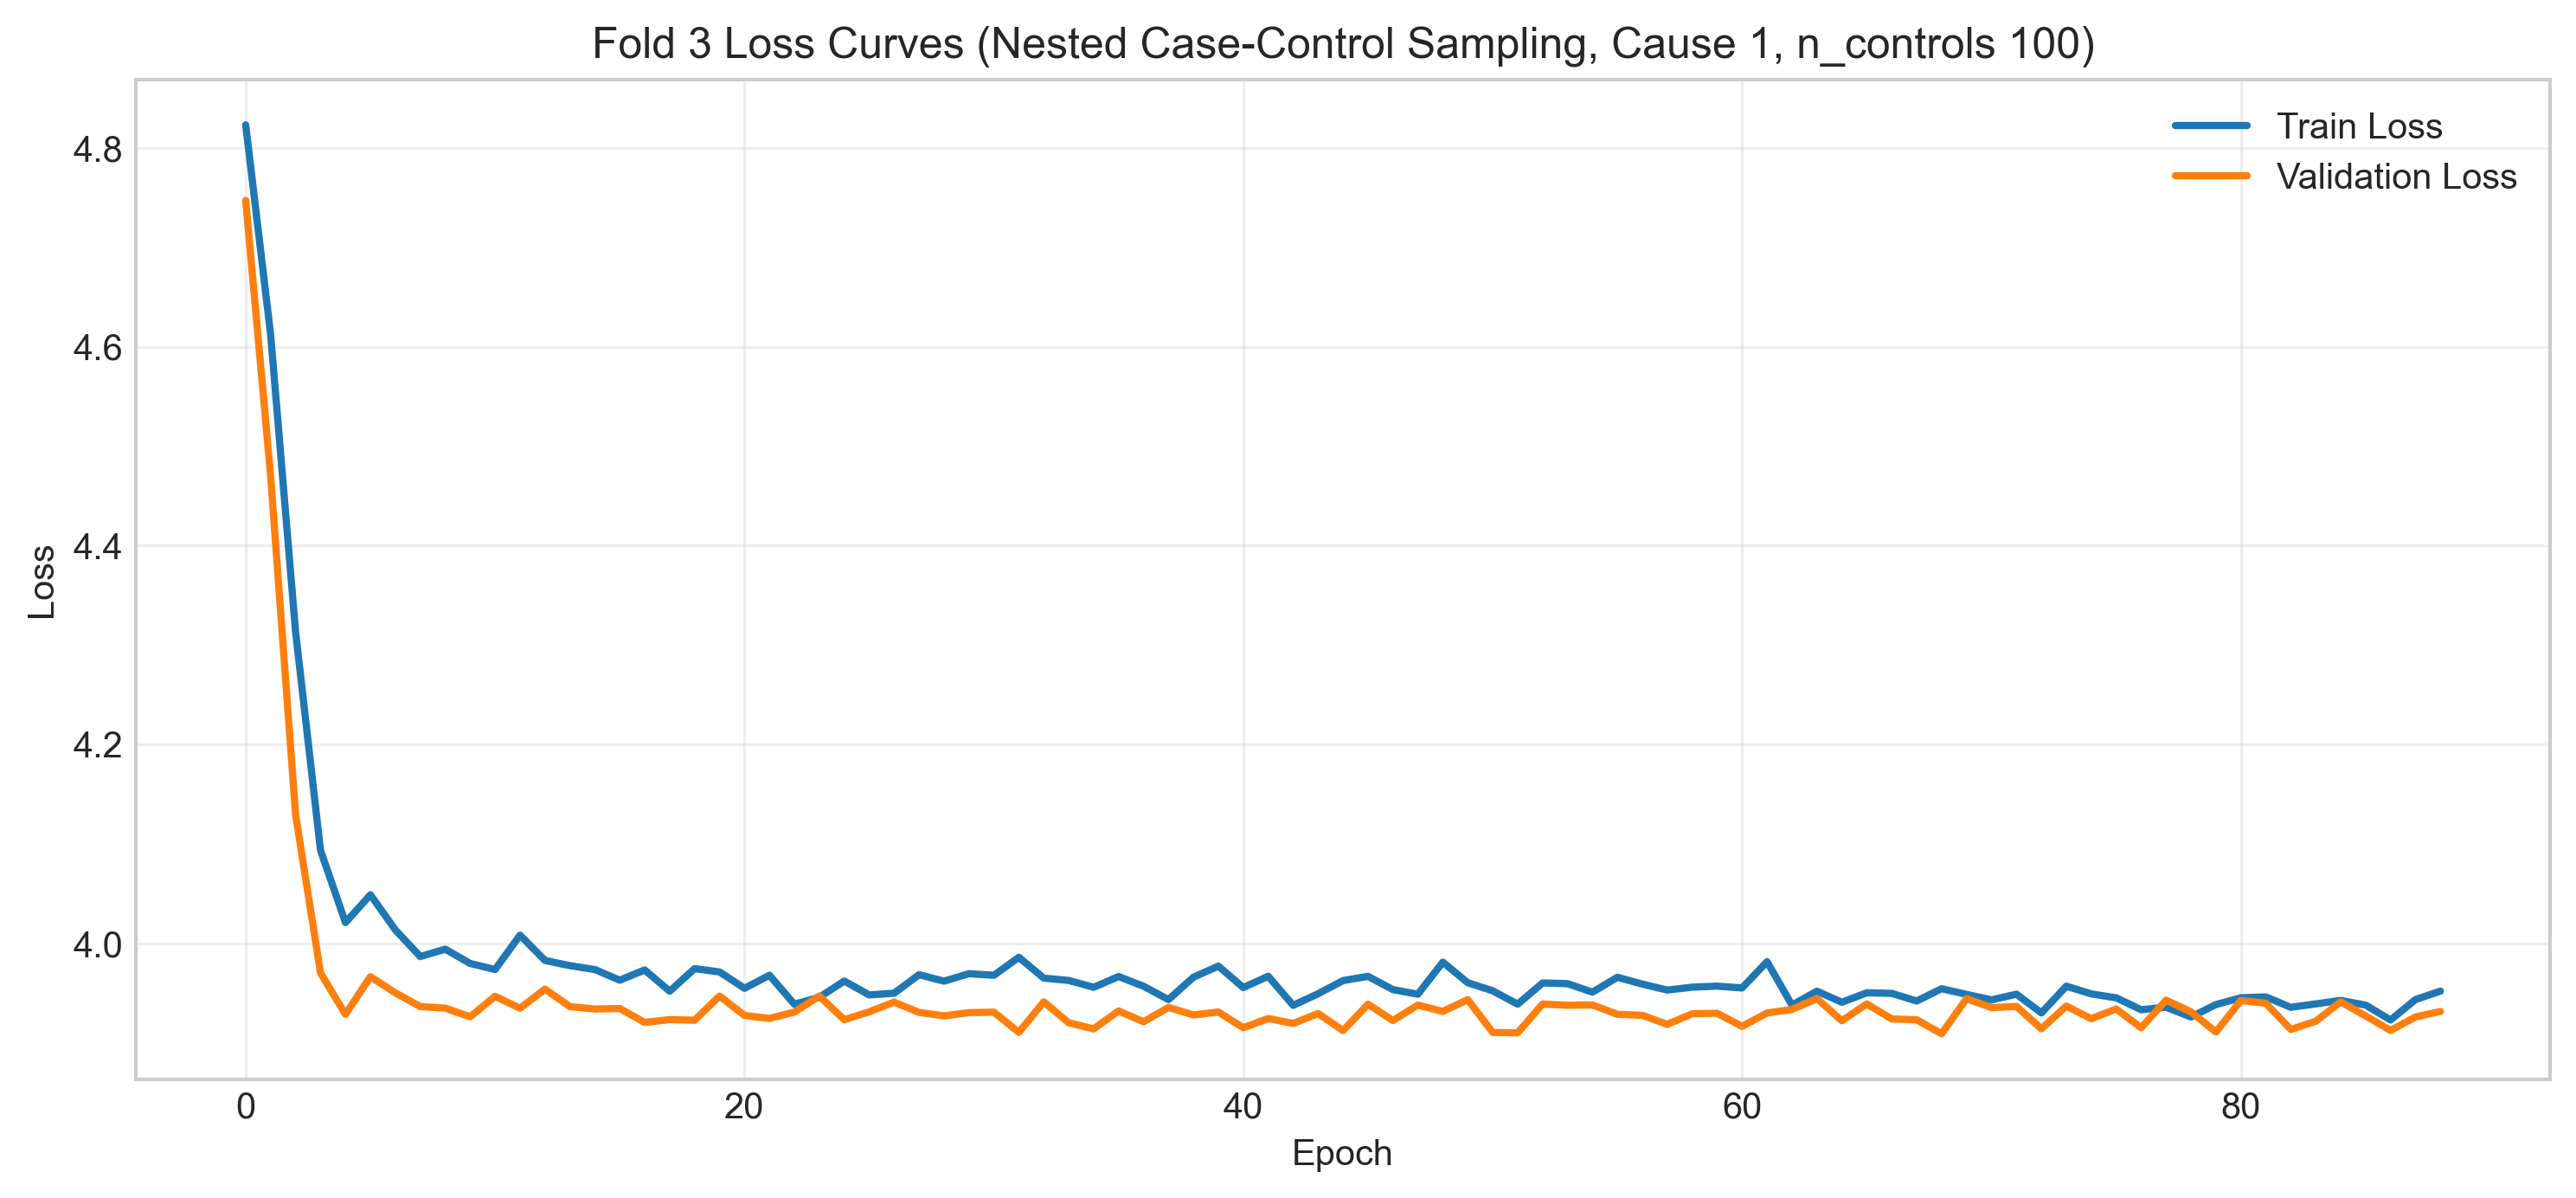 Fold 3 Loss Curves (Nested Case-Control Sampling, Cause 1, n_controls 100)
Train Loss
Validation Loss
4.8
4.6
4.4
4.2
4.0
Loss
0 20 40 60 80
Epoch